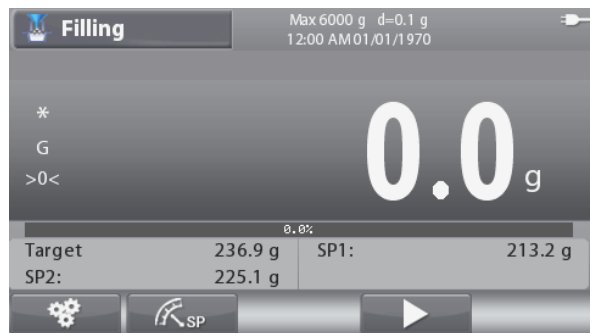 Filling
Max 6000 g d=0.1 g
12:00 AM 01/01/1970
*
G
>0<
0.0 g
0.0%
Target 236.9 g SP1: 213.2 g
SP2: 225.1 g
SP